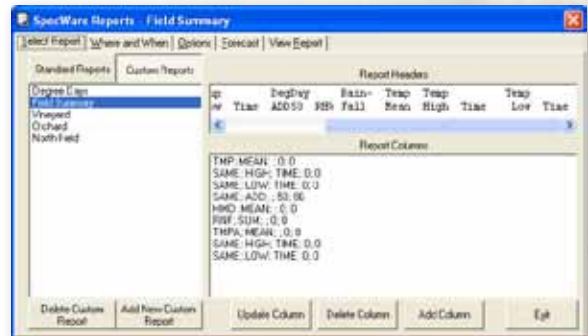 SpecWare Reports - Field Summary
Select Report Where and When Options Forecast View Report
Standard Reports Custom Reports
Report Headers
Degree Days
Field Summary
Vineyard
Orchard
North Field
DegDay Rain- Temp Temp Temp
Time ADD50 RH% Fall Mean High Time Low Time
Report Columns
TMP; MEAN; ; 0; 0
SAME; HIGH; TIME; 0; 0
SAME; LOW; TIME; 0; 0
SAME; ADD; ; 50; 86
HMD; MEAN; ; 0; 0
RNF; SUM; ; 0; 0
TMPA; MEAN; ; 0; 0
SAME; HIGH; TIME; 0; 0
SAME; LOW; TIME; 0; 0
Delete Custom Report
Add New Custom Report
Update Column Delete Column Add Column Exit